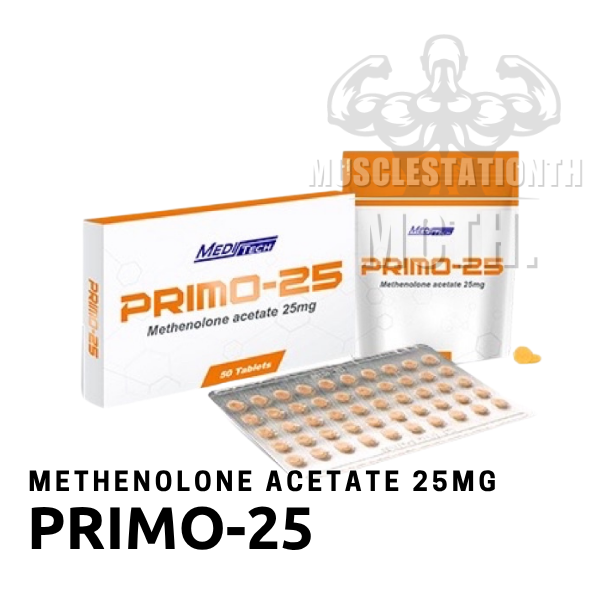 MUSCLESTATIONTH
MCTH.
MEDITECH
PRIMO-25
Methenolone acetate 25mg
50 Tablets
PRIMO-25
MEDITECH
PRIMO-25
Methenolone acetate 25mg
METHENOLONE ACETATE 25MG
PRIMO-25